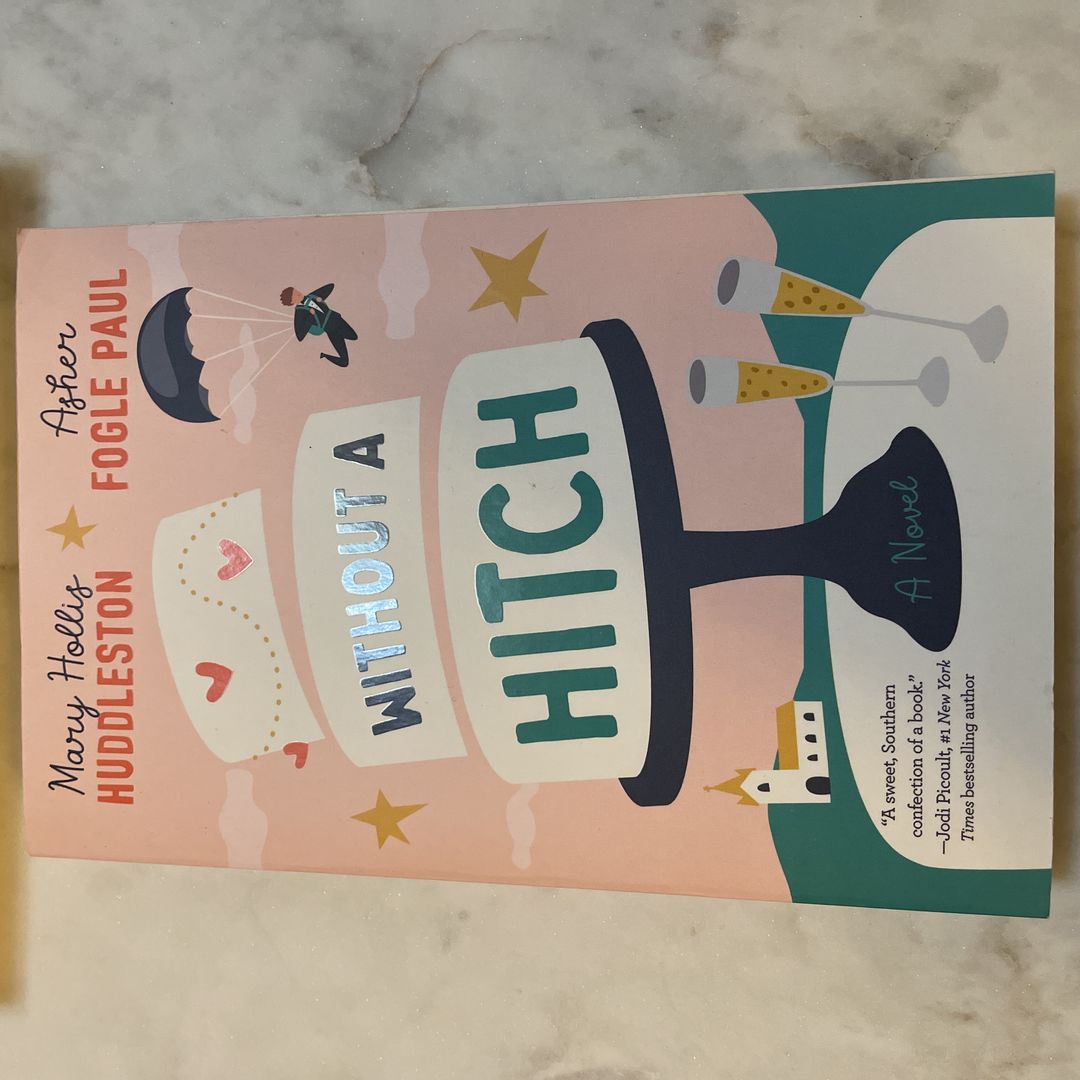 Mary Hollis
HUDDLESTON
Asher
FOGLE PAUL
WITHOUT A
HITCH
A Novel
“A sweet, Southern
confection of a book.”
—Jodi Picoult, #1 New York
Times bestselling author